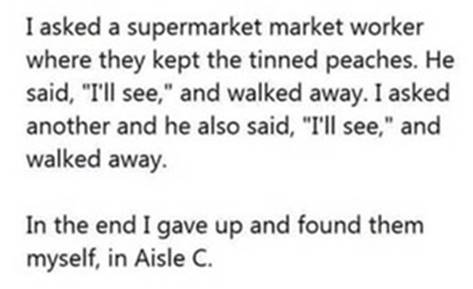 I asked a supermarket market worker
where they kept the tinned peaches. He
said, "I'll see," and walked away. I asked
another and he also said, "I'll see," and
walked away.
In the end I gave up and found them
myself, in Aisle C.